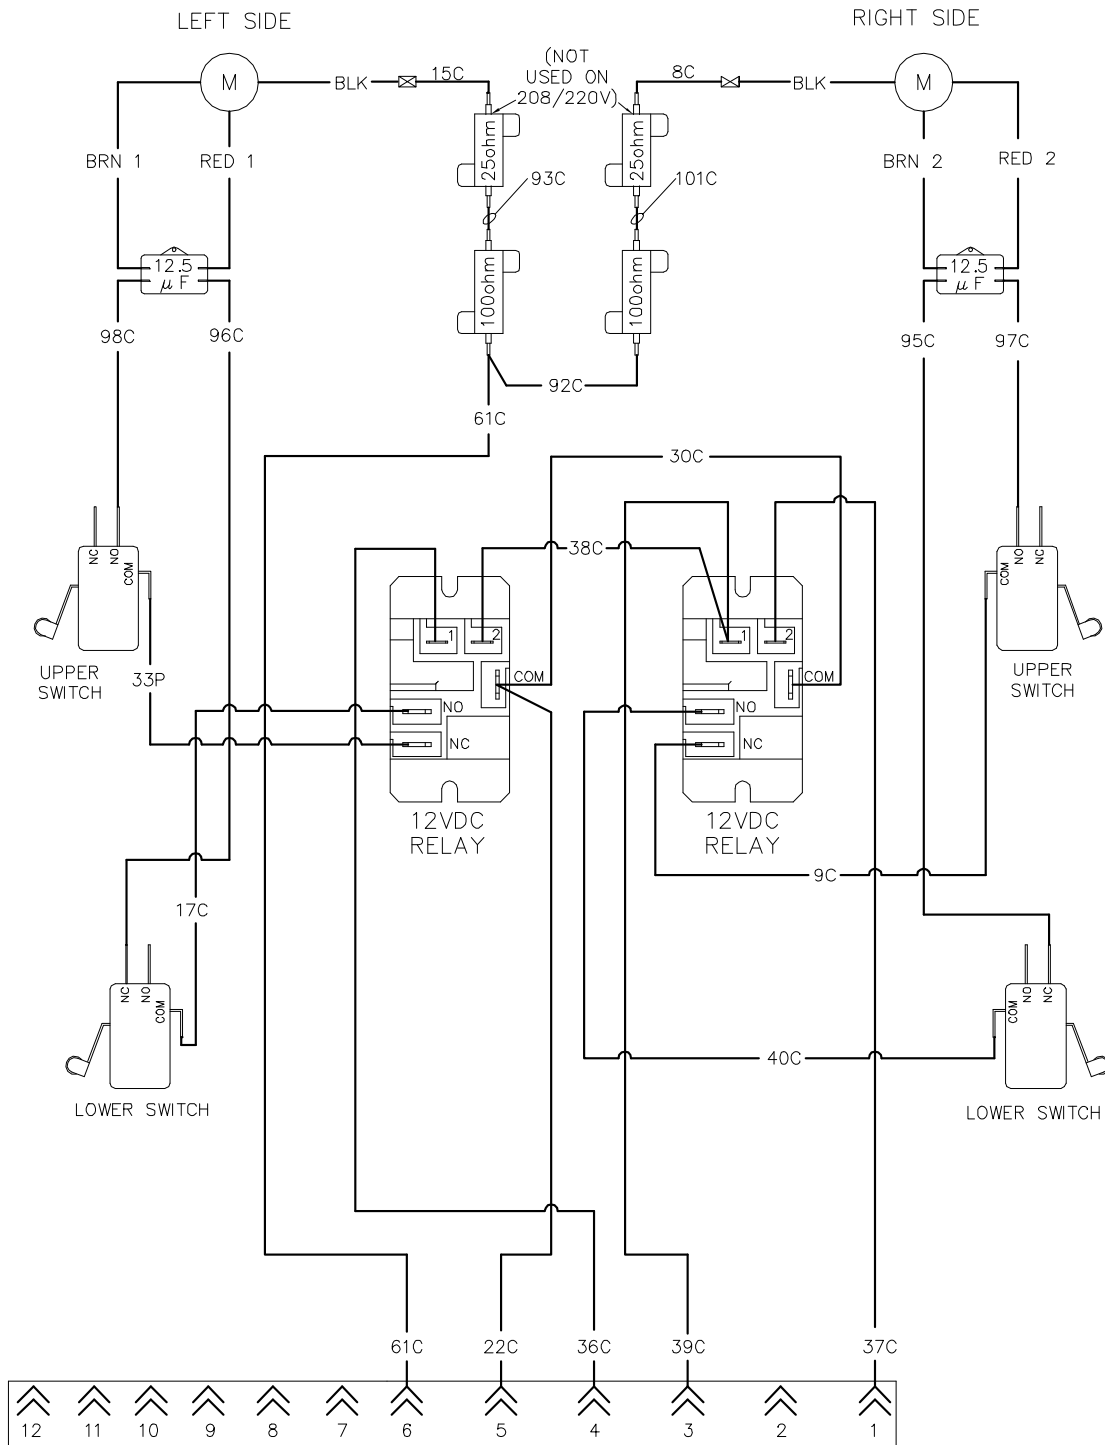 LEFT SIDE
RIGHT SIDE
(NOT
USED ON
208/220V)
M
BLK
15C
8C
BLK
M
BRN 1
RED 1
25ohm
25ohm
BRN 2
RED 2
93C
101C
12.5
µ F
100ohm
100ohm
12.5
µ F
98C
96C
95C
97C
92C
61C
30C
38C
NC
NO
COM
UPPER
SWITCH
33P
1
2
COM
NO
NC
12VDC
RELAY
1
2
COM
NO
NC
12VDC
RELAY
COM
NO
NC
UPPER
SWITCH
9C
17C
NC
NO
COM
LOWER SWITCH
40C
COM
NO
NC
LOWER SWITCH
61C
22C
36C
39C
37C
12
11
10
9
8
7
6
5
4
3
2
1